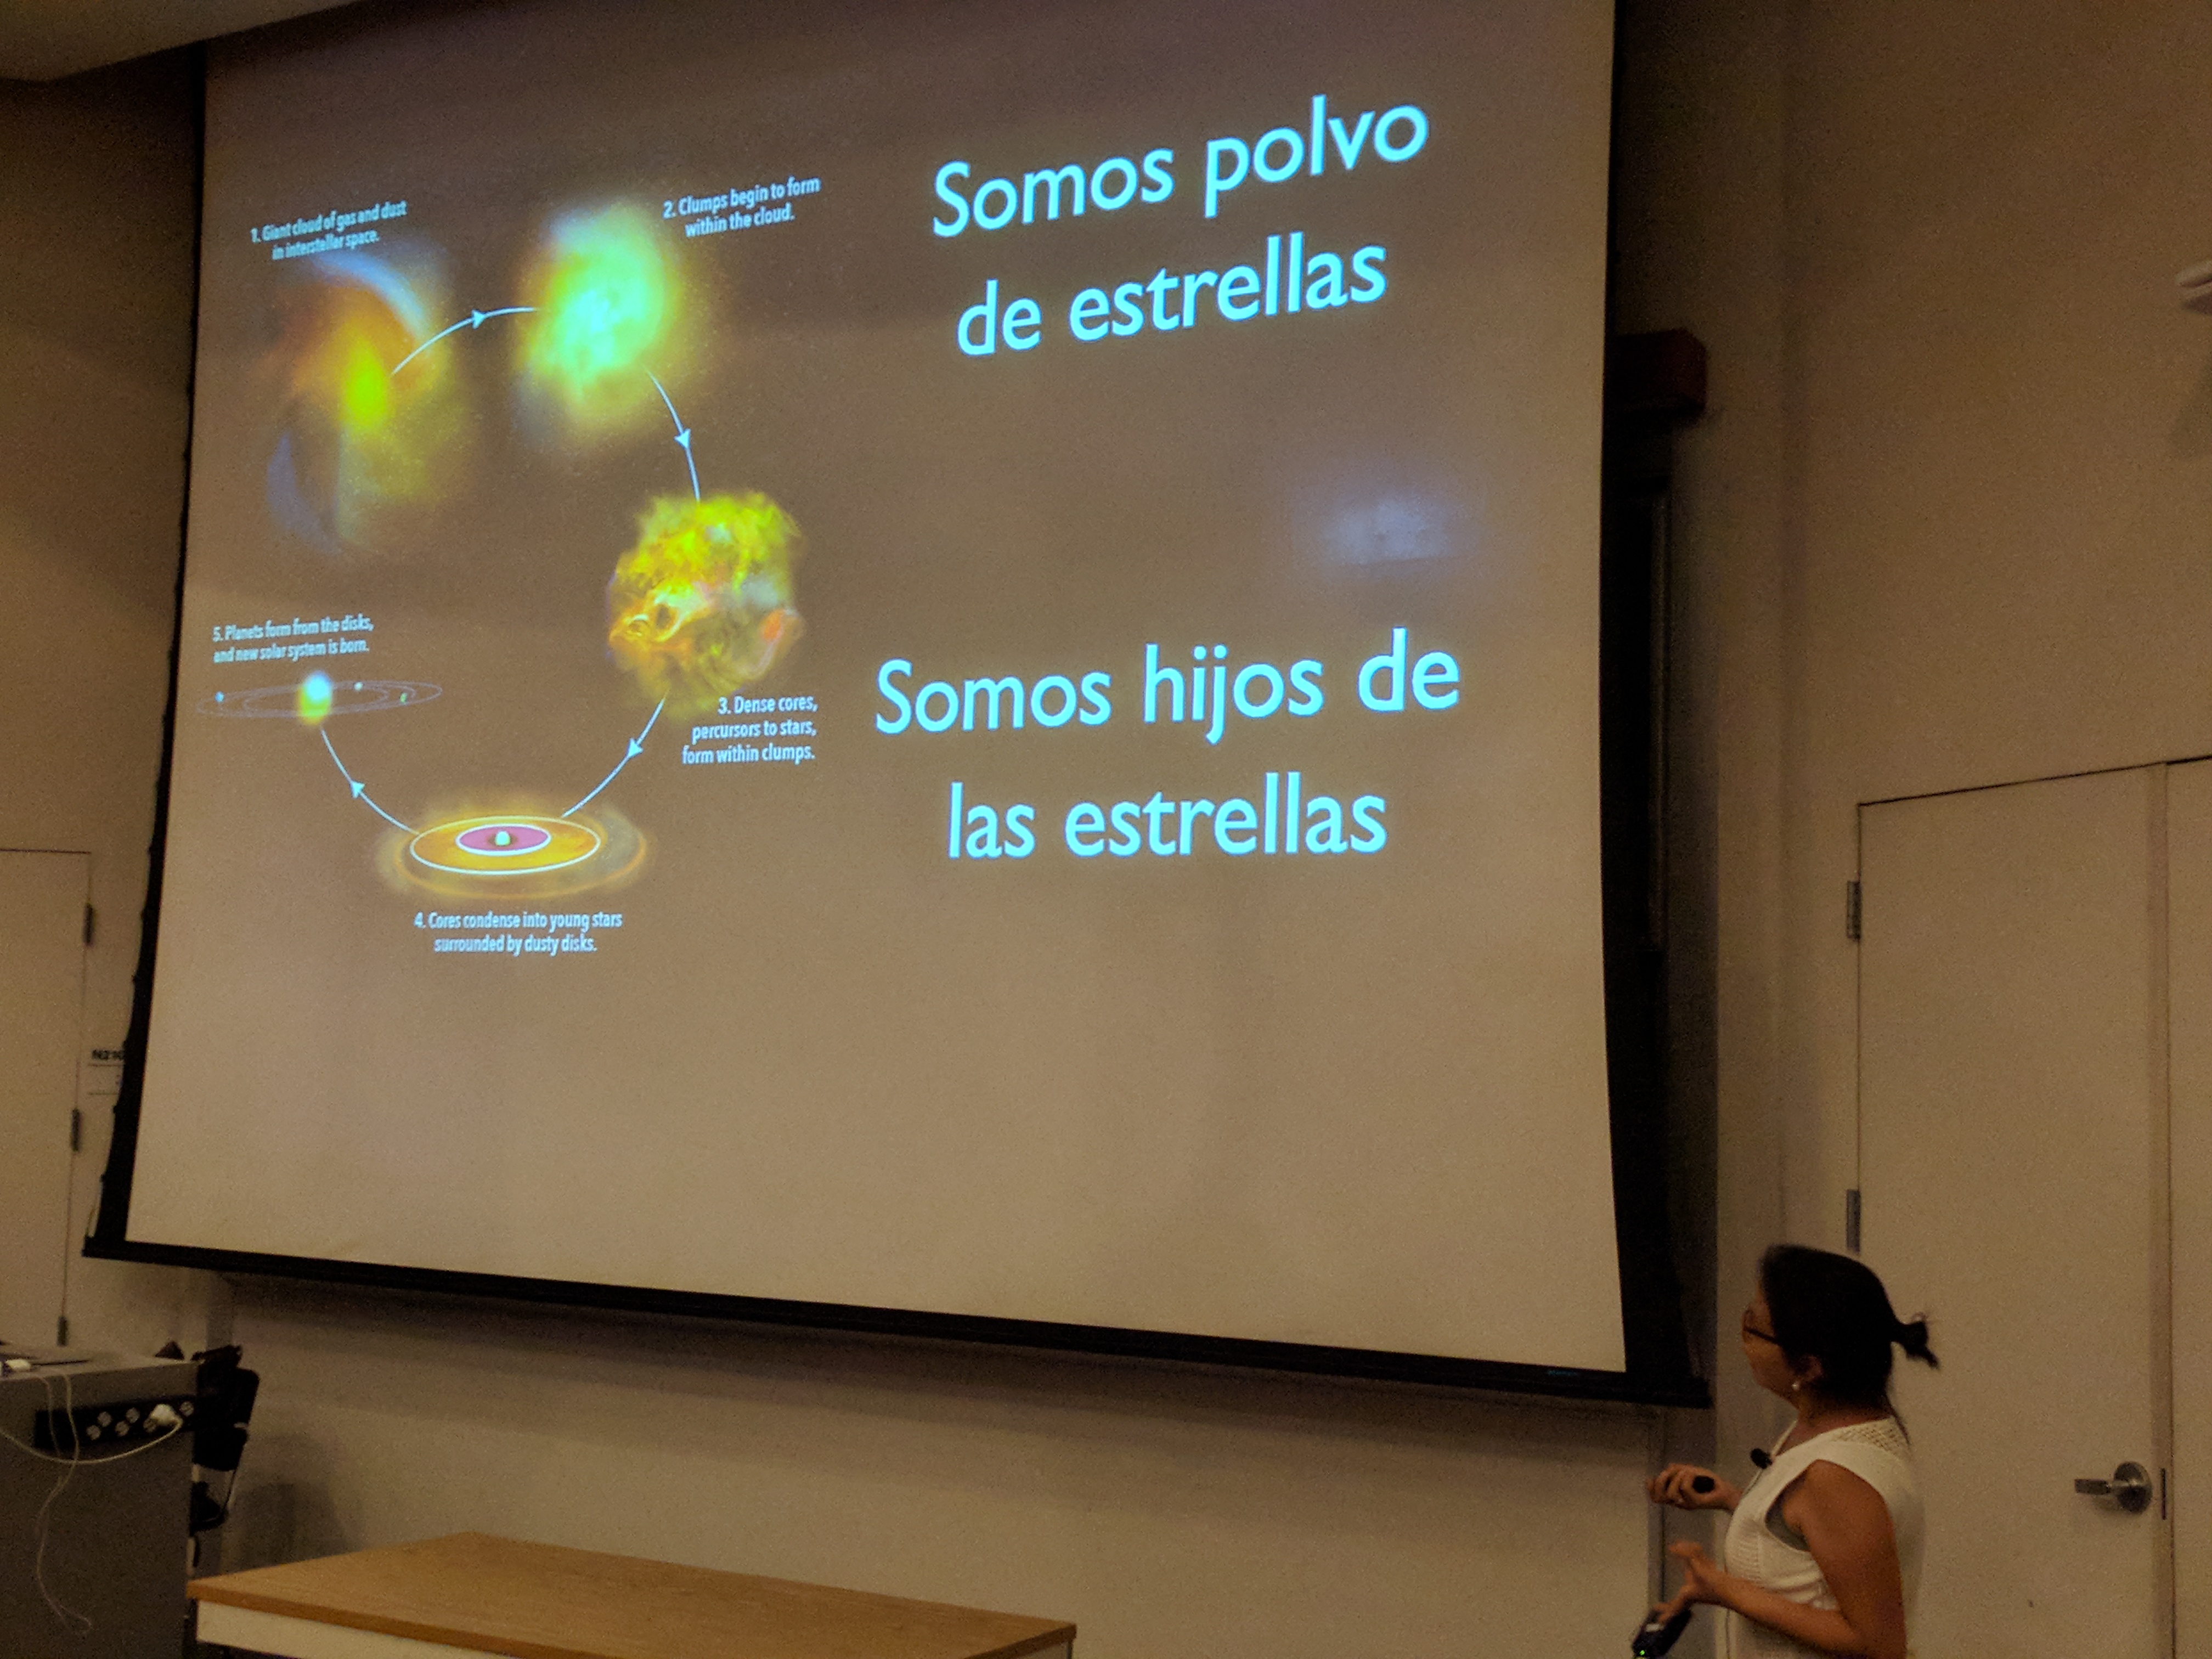 Somos polvo
de estrellas
1. Giant cloud of gas and dust
in interstellar space.
2. Clumps begin to form
within the cloud.
3. Dense cores,
percursors to stars,
form within clumps.
4. Cores condense into young stars
surrounded by dusty disks.
5. Planets form from the disks,
and new solar system is born.
Somos hijos de
las estrellas